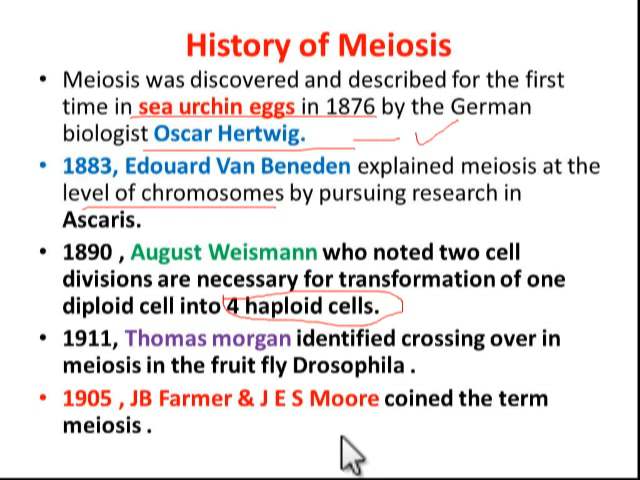 History of Meiosis
• Meiosis was discovered and described for the first
time in sea urchin eggs in 1876 by the German
biologist Oscar Hertwig.
• 1883, Edouard Van Beneden explained meiosis at the
level of chromosomes by pursuing research in
Ascaris.
• 1890 , August Weismann who noted two cell
divisions are necessary for transformation of one
diploid cell into 4 haploid cells.
• 1911, Thomas morgan identified crossing over in
meiosis in the fruit fly Drosophila .
• 1905 , JB Farmer & J E S Moore coined the term
meiosis .